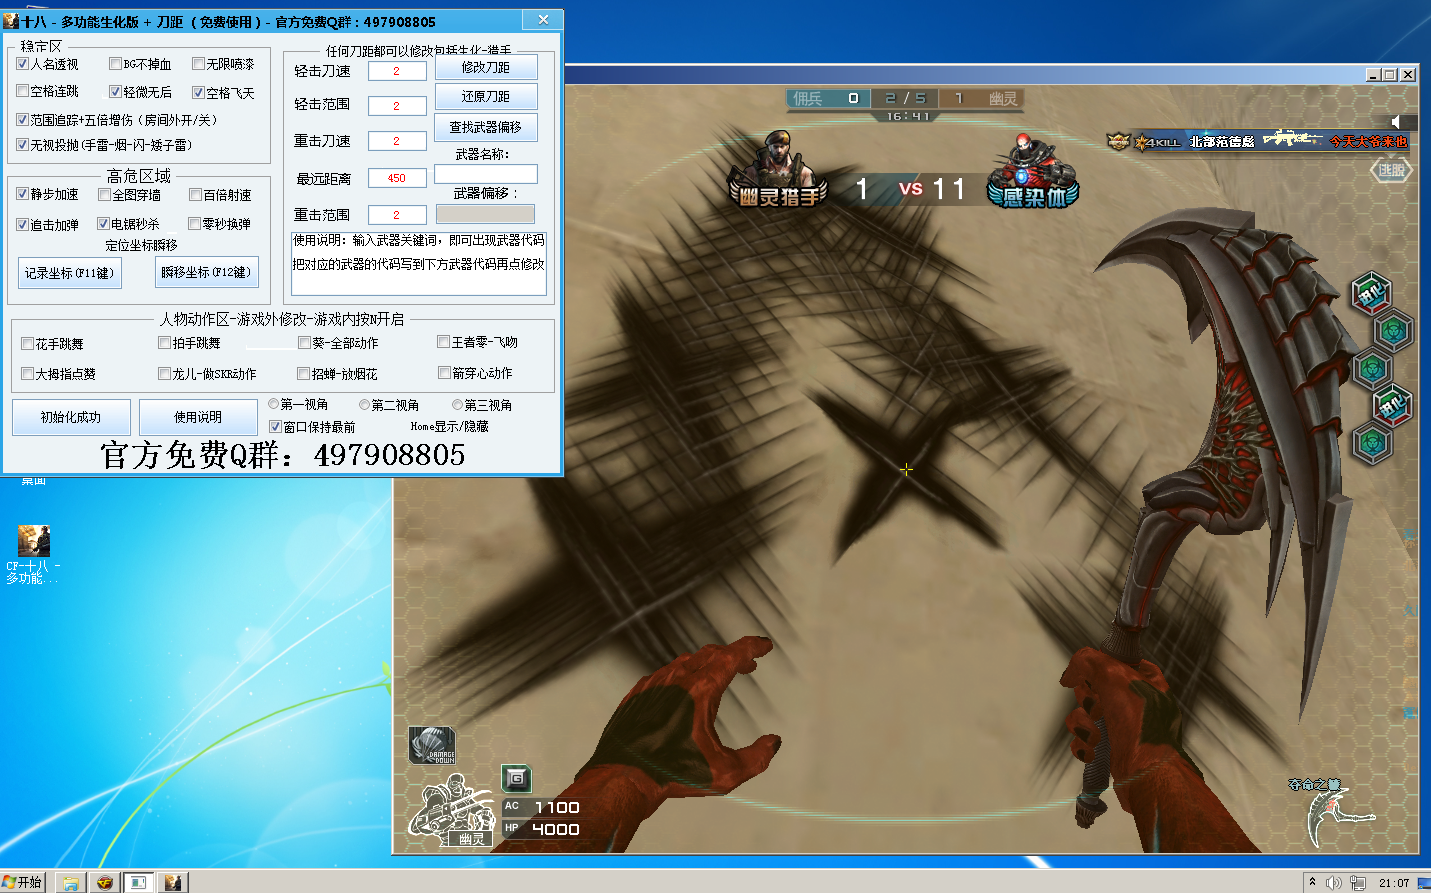 十八 - 多功能生化版 + 刀距 ( 免费使用 ) - 官方免费Q群 : 497908805
稳定区
人名透视
BG不掉血
无限喷漆
空格连跳
轻微无后
空格飞天
范围追踪+五倍增伤（房间外开/关）
无视投抛(手雷-烟-闪-娇子雷)
高危区域
静步加速
全图穿墙
百倍射速
追击加弹
电锯秒杀
零秒换弹
定位坐标瞬移
记录坐标(F11键)
瞬移坐标(F12键)
任何刀距都可以修改包括生化-猎手
轻击刀速
2
修改刀距
轻击范围
2
还原刀距
重击刀速
2
查找武器偏移
武器名称:
最远距离
450
武器偏移：
重击范围
2
使用说明：输入武器关键词，即可出现武器代码
把对应的武器的代码写到下方武器代码再点修改
人物动作区-游戏外修改-游戏内按N开启
花手跳舞
拍手跳舞
葵-全部动作
王者零-飞吻
大拇指点赞
龙儿-做SKR动作
招蝉-放烟花
箭穿心动作
初始化成功
使用说明
第一视角
第二视角
第三视角
窗口保持最前
Home显示/隐藏
官方免费Q群：497908805
桌面
CF-十八 -
多功能...
佣兵 0 2 / 5 1 幽灵
16:41
幽灵猎手 1 VS 11 感染体
4KILL 北部范德彪 今天大爷来也
逃脱
进化
进化
DAMAGE DOWN
G
AC 1100
HP 4000
幽灵
夺命之镰
开始
21:07